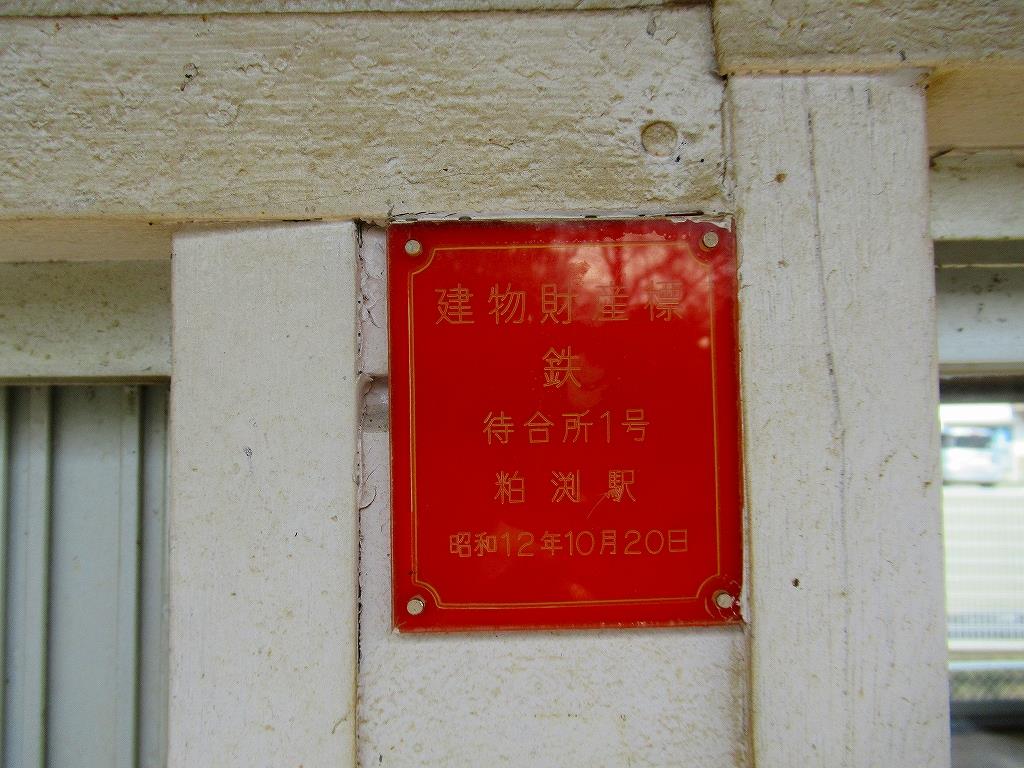 建物財産標
鉄
待合所1号
粕渕駅
昭和12年10月20日